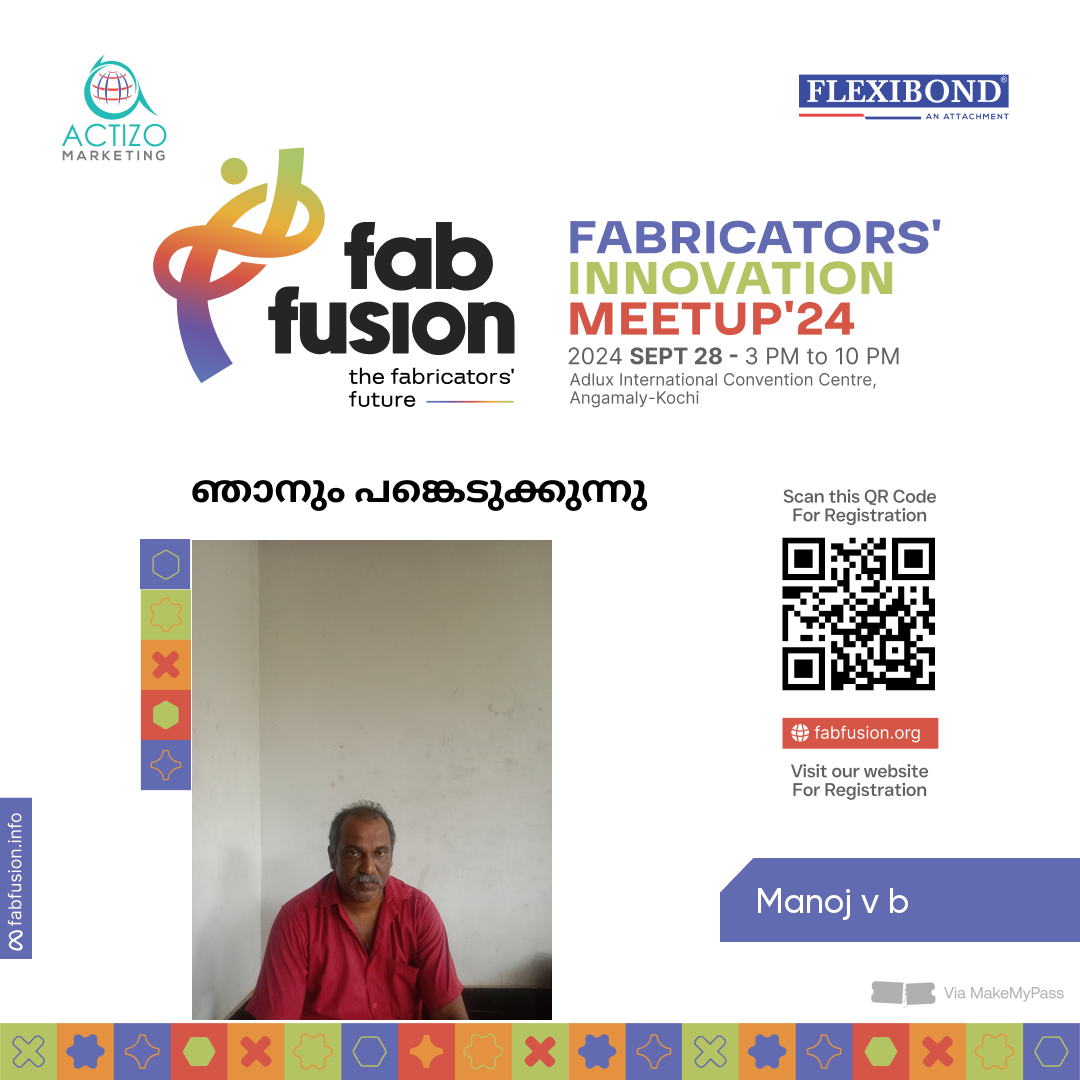 ACTIZO
MARKETING
FLEXIBOND®
AN ATTACHMENT
fab
fusion
the fabricators'
future
FABRICATORS'
INNOVATION
MEETUP'24
2024 SEPT 28 - 3 PM to 10 PM
Adlux International Convention Centre,
Angamaly-Kochi
ഞാനും പങ്കെടുക്കുന്നു
Scan this QR Code
For Registration
fabfusion.org
Visit our website
For Registration
fabfusion.info
Manoj v b
Via MakeMyPass